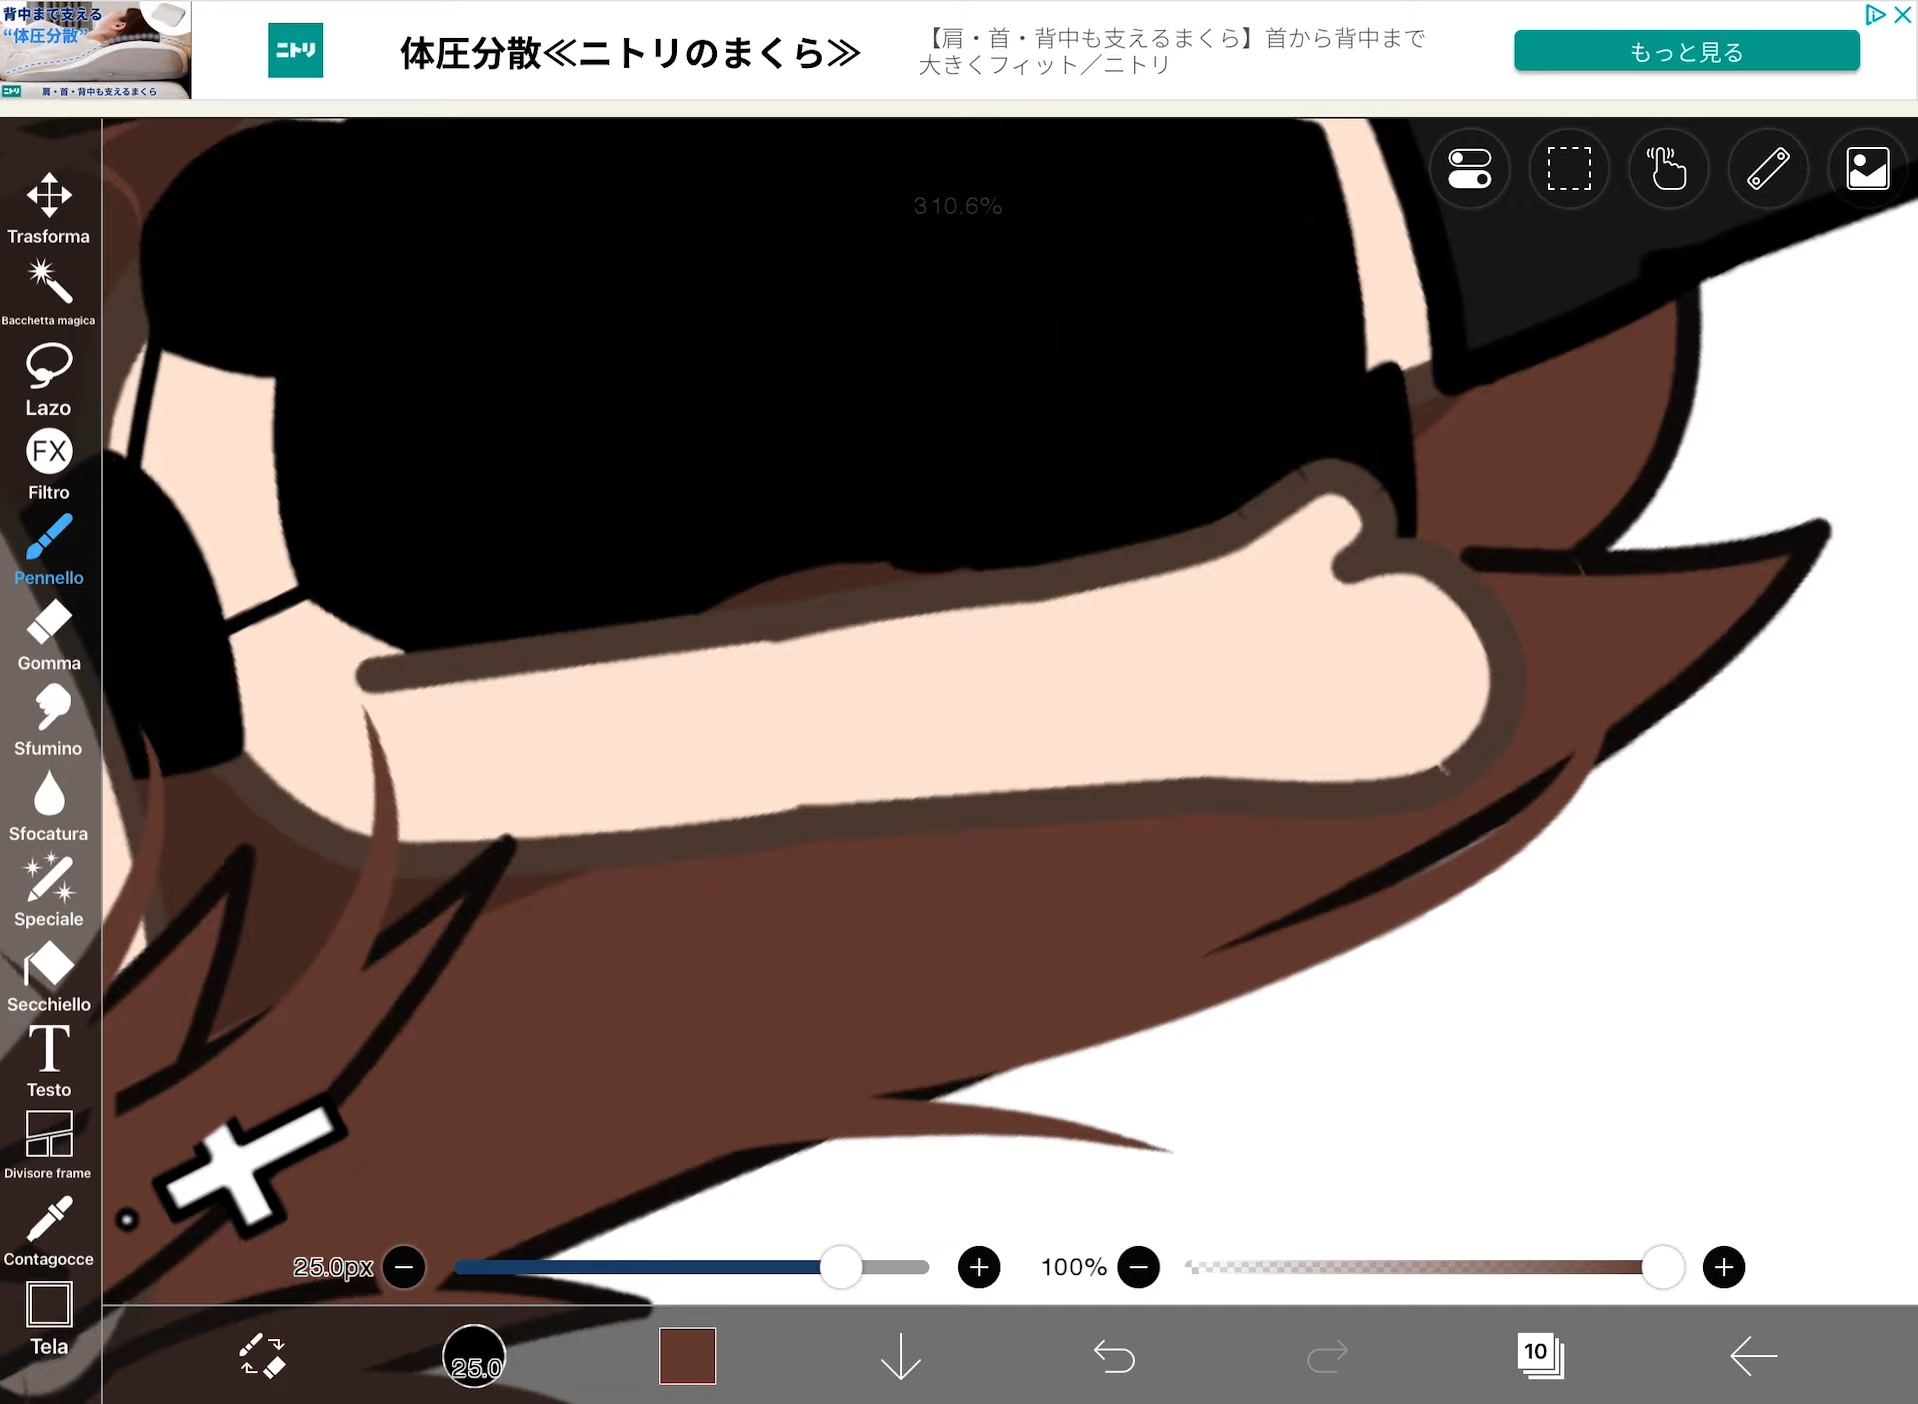 背中まで支える
“体圧分散”
ニトリ 肩・首・背中も支えるまくら
ニトリ
体圧分散≪ニトリのまくら≫
【肩・首・背中も支えるまくら】首から背中まで
大きくフィット／ニトリ
もっと見る
310.6%
Trasforma
Bacchetta magica
Lazo
FX
Filtro
Pennello
Gomma
Sfumino
Sfocatura
Speciale
Secchiello
T
Testo
Divisore frame
Contagocce
Tela
25.0px
100%
25.0
10